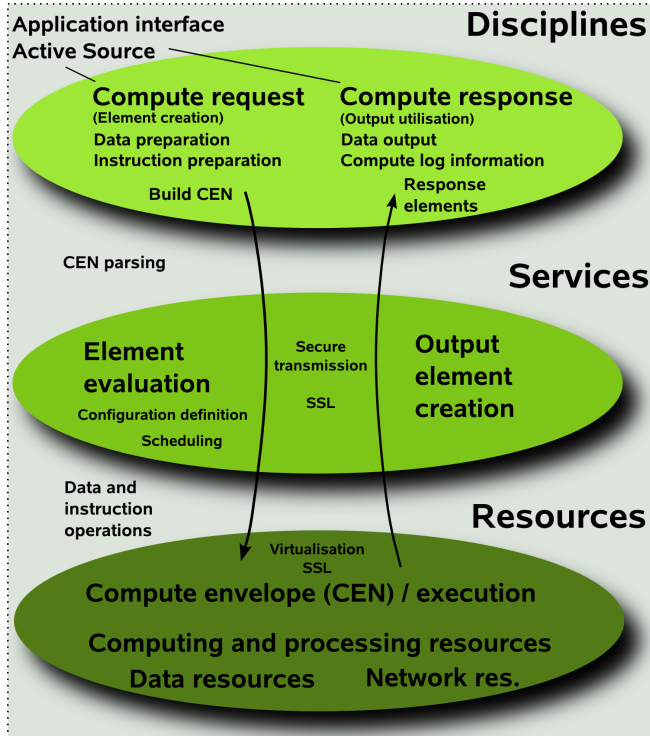 Application interface
Active Source
Disciplines
Compute request
(Element creation)
Data preparation
Instruction preparation
Build CEN
Compute response
(Output utilisation)
Data output
Compute log information
Response
elements
CEN parsing
Services
Element
evaluation
Configuration definition
Scheduling
Secure
transmission
SSL
Output
element
creation
Data and
instruction
operations
Resources
Virtualisation
SSL
Compute envelope (CEN) / execution
Computing and processing resources
Data resources
Network res.